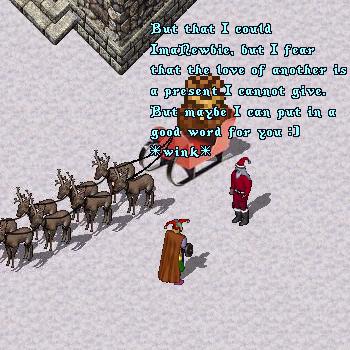 But that I could
ImaNewbie, but I fear
that the love of another is
a present I cannot give.
But maybe I can put in a
good word for you :)
*wink*